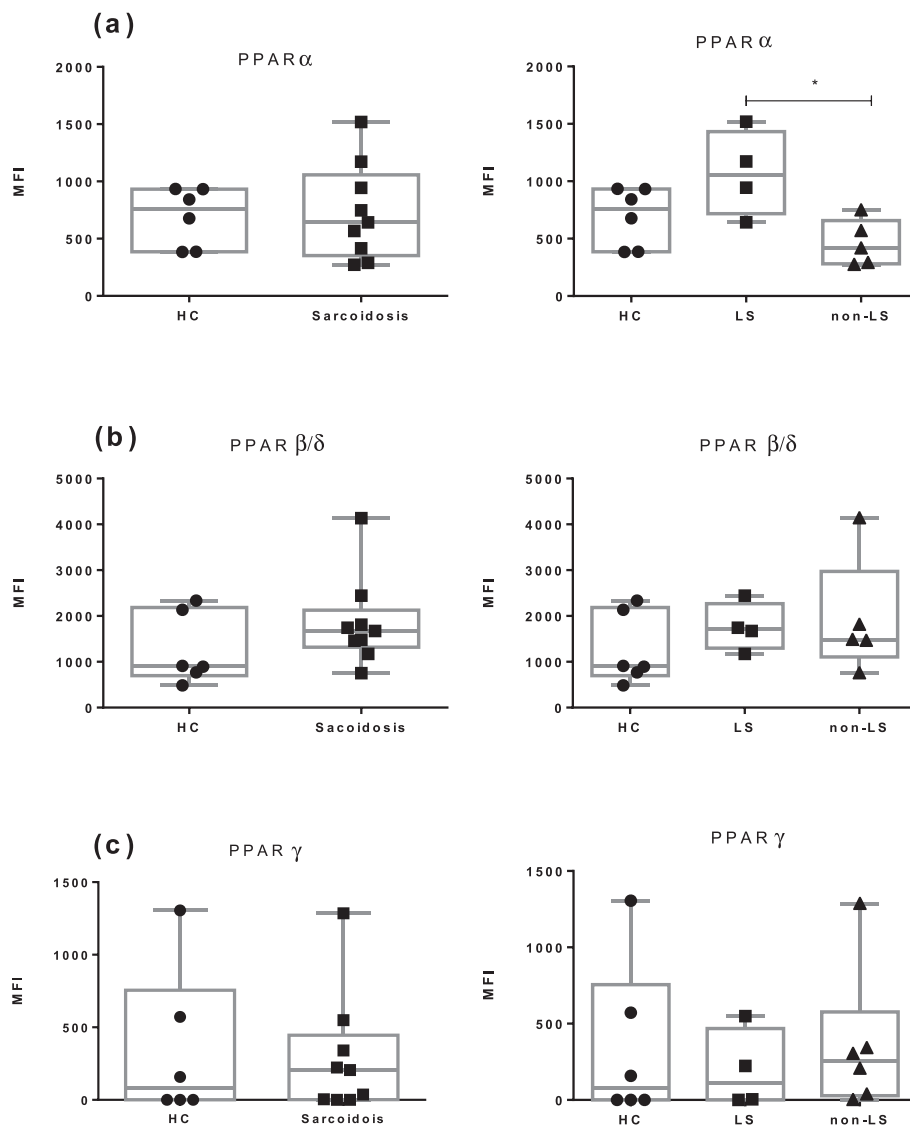 (a)
PPARα
MFI
2000
1500
1000
500
0
HC Sarcoidosis
PPAR α
MFI
2000
1500
1000
500
0
*
HC LS non-LS
(b)
PPAR β/δ
MFI
5000
4000
3000
2000
1000
0
HC Sacoidosis
PPAR β/δ
MFI
5000
4000
3000
2000
1000
0
HC LS non-LS
(c)
PPAR γ
MFI
1500
1000
500
0
HC Sarcoidois
PPAR γ
MFI
1500
1000
500
0
HC LS non-LS